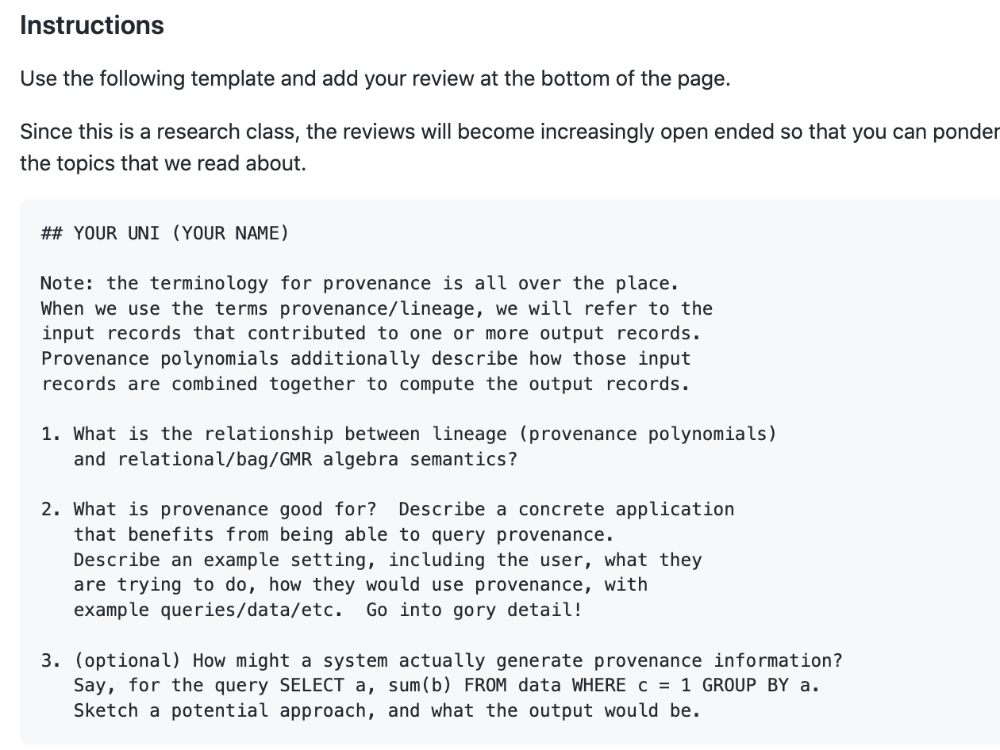 Instructions
Use the following template and add your review at the bottom of the page.
Since this is a research class, the reviews will become increasingly open ended so that you can ponder
the topics that we read about.
## YOUR UNI (YOUR NAME)
Note: the terminology for provenance is all over the place.
When we use the terms provenance/lineage, we will refer to the
input records that contributed to one or more output records.
Provenance polynomials additionally describe how those input
records are combined together to compute the output records.
1. What is the relationship between lineage (provenance polynomials)
and relational/bag/GMR algebra semantics?
2. What is provenance good for?  Describe a concrete application
that benefits from being able to query provenance.
Describe an example setting, including the user, what they
are trying to do, how they would use provenance, with
example queries/data/etc.  Go into gory detail!
3. (optional) How might a system actually generate provenance information?
Say, for the query SELECT a, sum(b) FROM data WHERE c = 1 GROUP BY a.
Sketch a potential approach, and what the output would be.